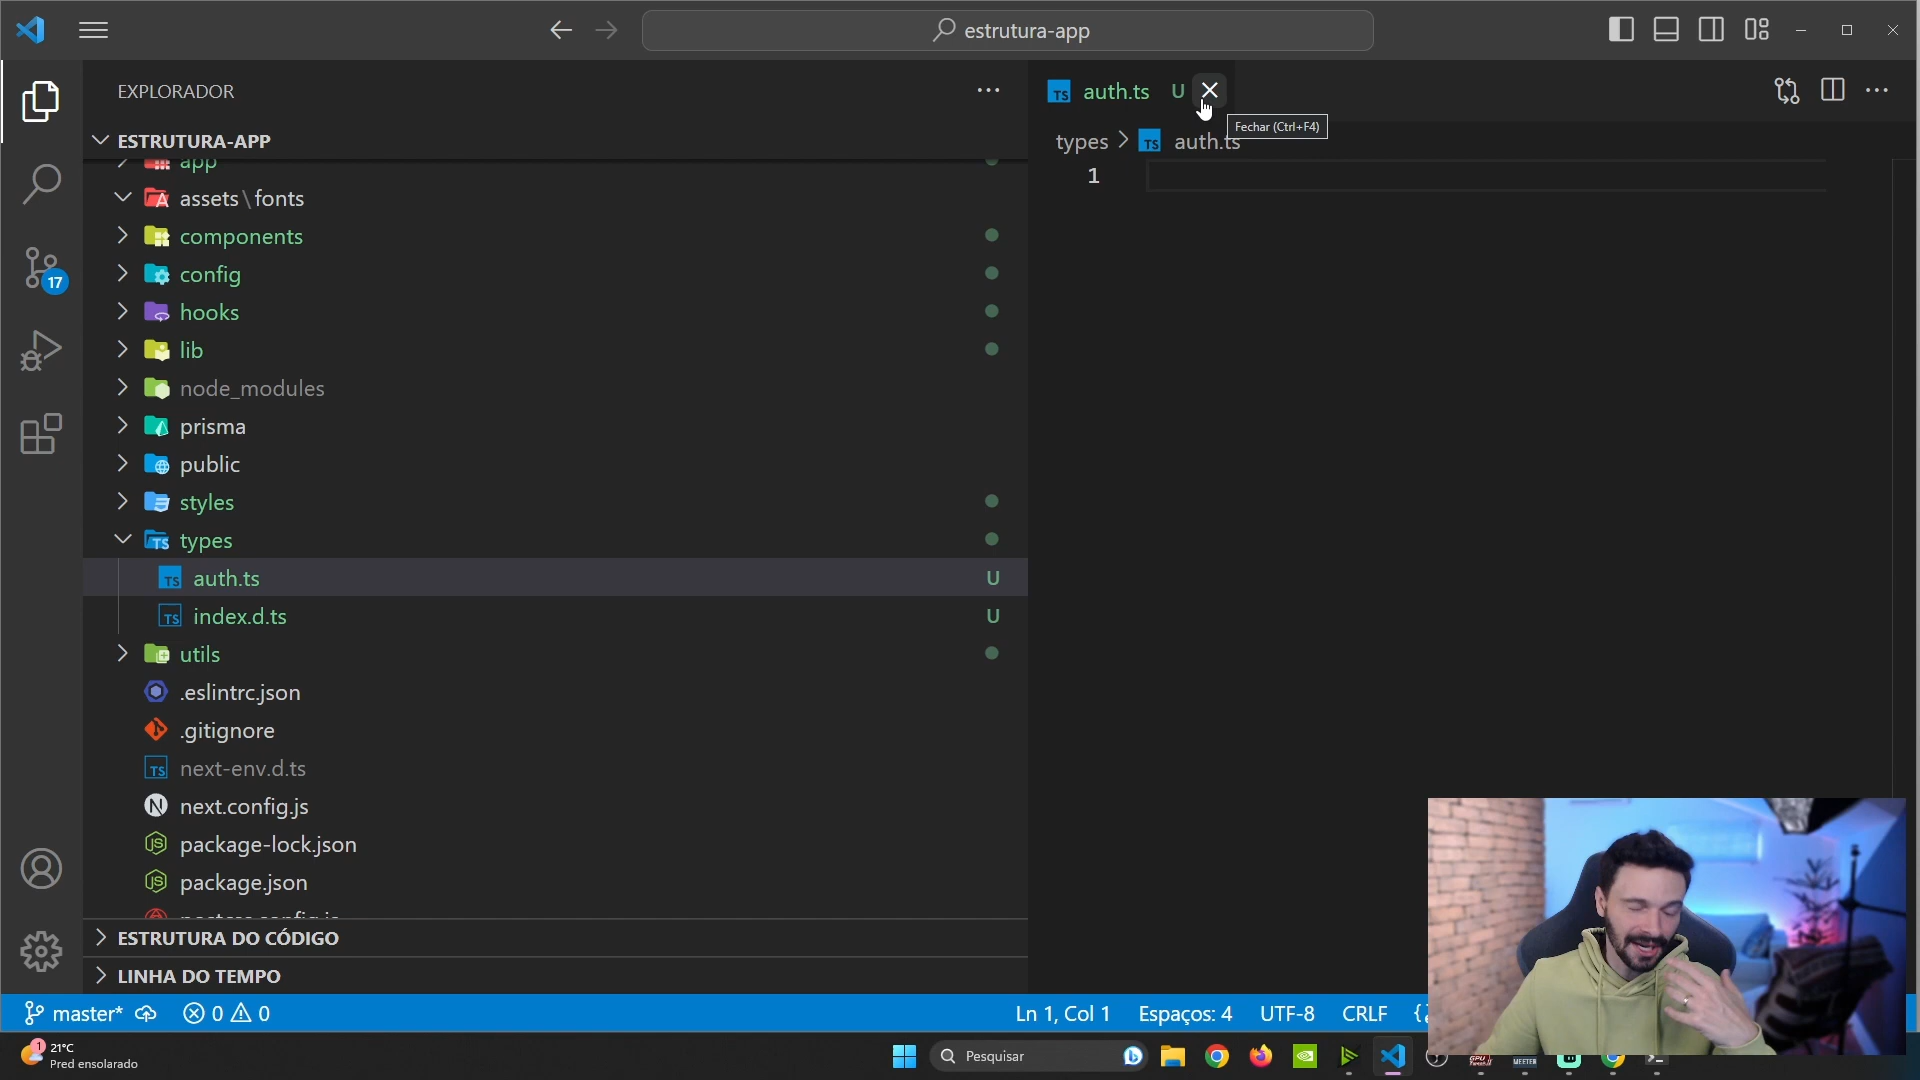 estrutura-app
EXPLORADOR
ESTRUTURA-APP
app
assets\fonts
components
config
hooks
lib
node_modules
prisma
public
styles
types
auth.ts U
index.d.ts U
utils
.eslintrc.json
.gitignore
next-env.d.ts
next.config.js
package-lock.json
package.json
ESTRUTURA DO CÓDIGO
LINHA DO TEMPO
17
auth.ts U
Fechar (Ctrl+F4)
types > auth.ts
1
master* 0 0
Ln 1, Col 1 Espaços: 4 UTF-8 CRLF {
1 21°C
Pred ensolarado
Pesquisar